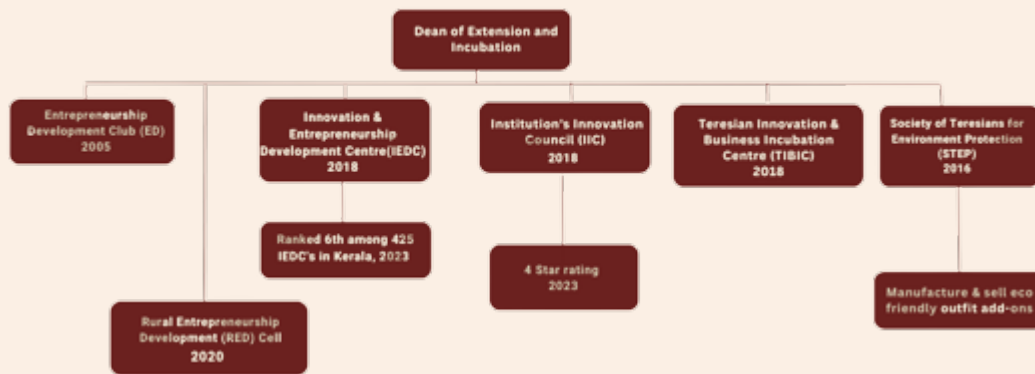 Dean of Extension and
Incubation
Entrepreneurship
Development Club (ED)
2005
Innovation &
Entrepreneurship
Development Centre(IEDC)
2018
Institution's Innovation
Council (IIC)
2018
Teresian Innovation &
Business Incubation
Centre (TIBIC)
2018
Society of Teresians for
Environment Protection
(STEP)
2016
Ranked 6th among 425
IEDC's in Kerala, 2023
4 Star rating
2023
Manufacture & sell eco
friendly outfit add-ons
Rural Entrepreneurship
Development (RED) Cell
2020